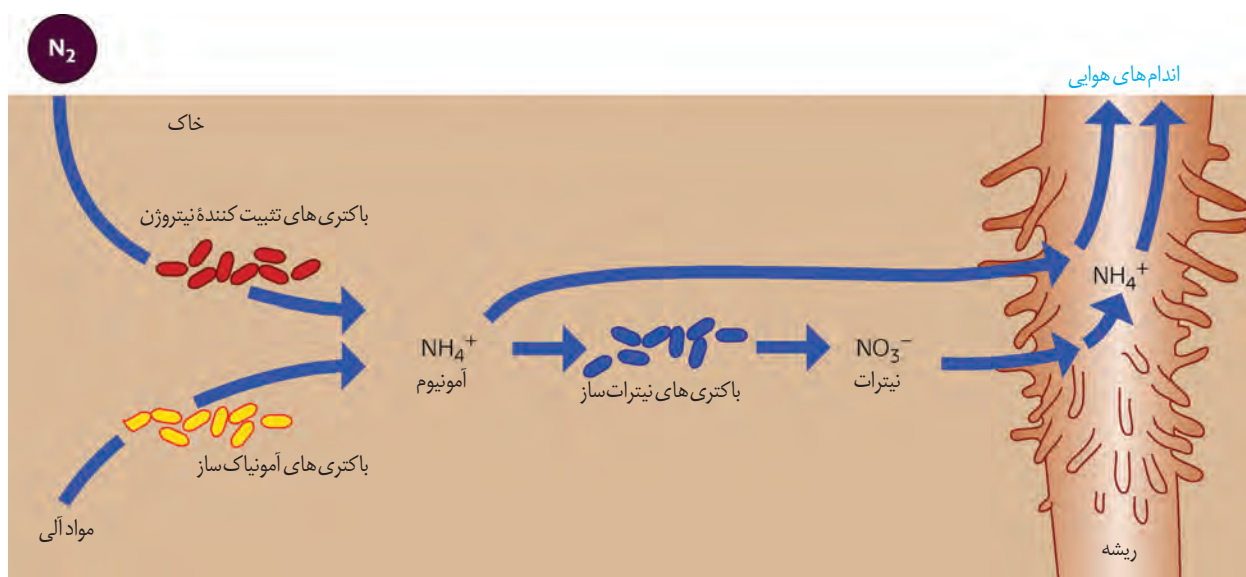 N₂
اندام‌های هوایی
خاک
باکتری‌های تثبیت کنندهٔ نیتروژن
NH₄⁺
NH₄⁺
آمونیوم
NO₃⁻
نیترات
باکتری‌های نیترات‌ساز
باکتری‌های آمونیاک‌ساز
مواد آلی
ریشه